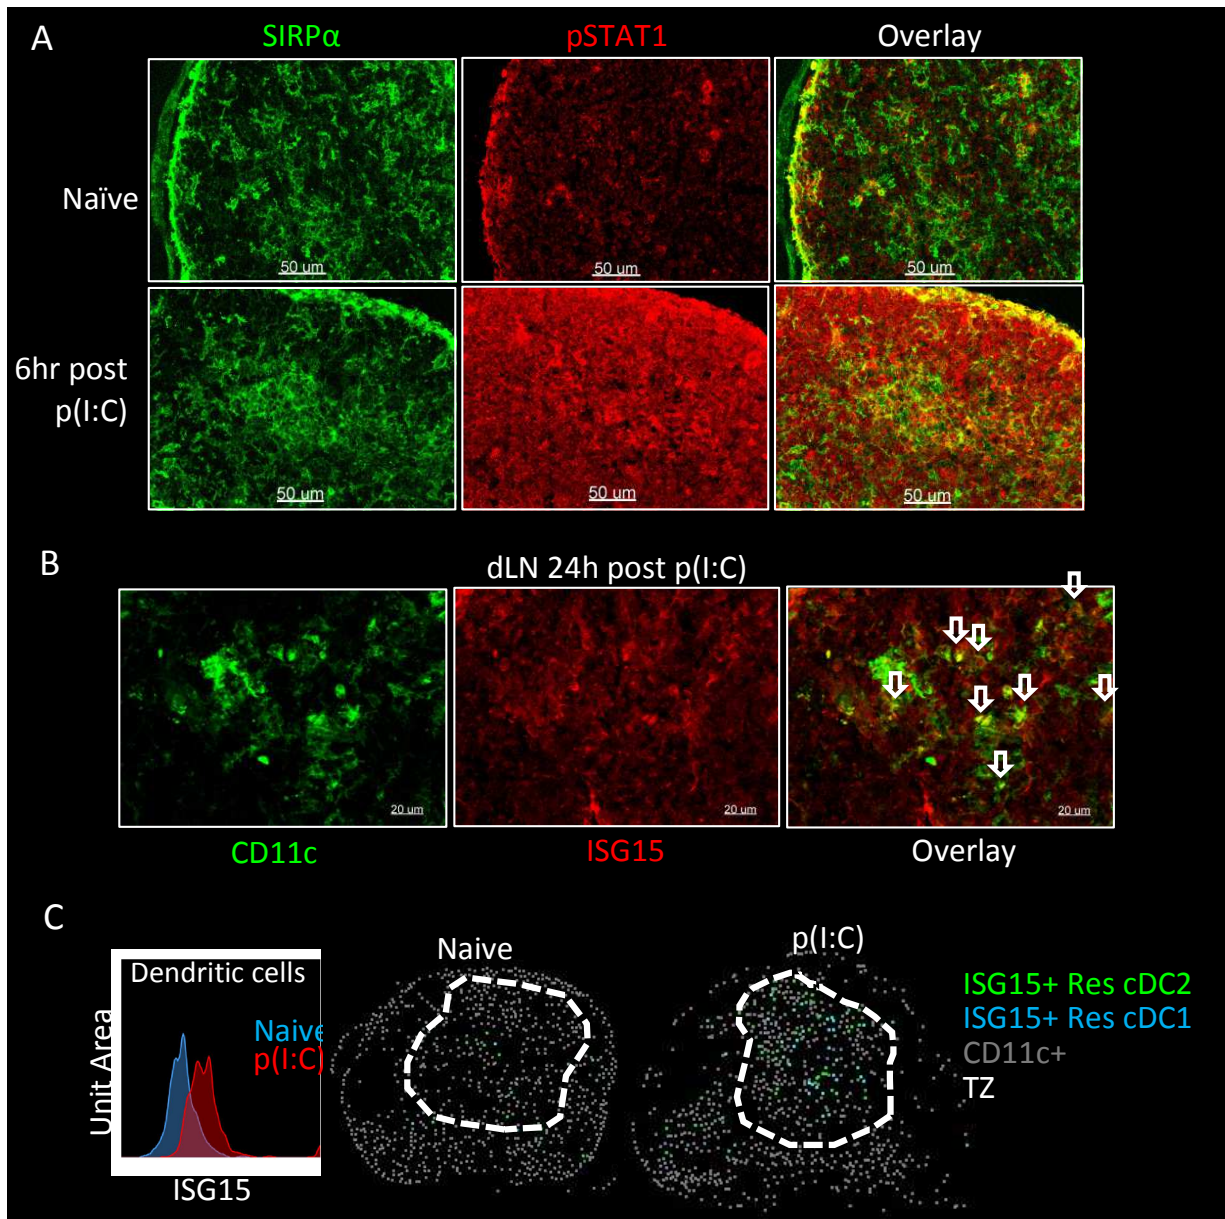 A
SIRPα
pSTAT1
Overlay
Naïve
50 um
50 um
50 um
6hr post
p(I:C)
50 um
50 um
50 um
B
dLN 24h post p(I:C)
20 um
20 um
20 um
CD11c
ISG15
Overlay
C
Dendritic cells
Naive
p(I:C)
Unit Area
ISG15
Naive
p(I:C)
ISG15+ Res cDC2
ISG15+ Res cDC1
CD11c+
TZ